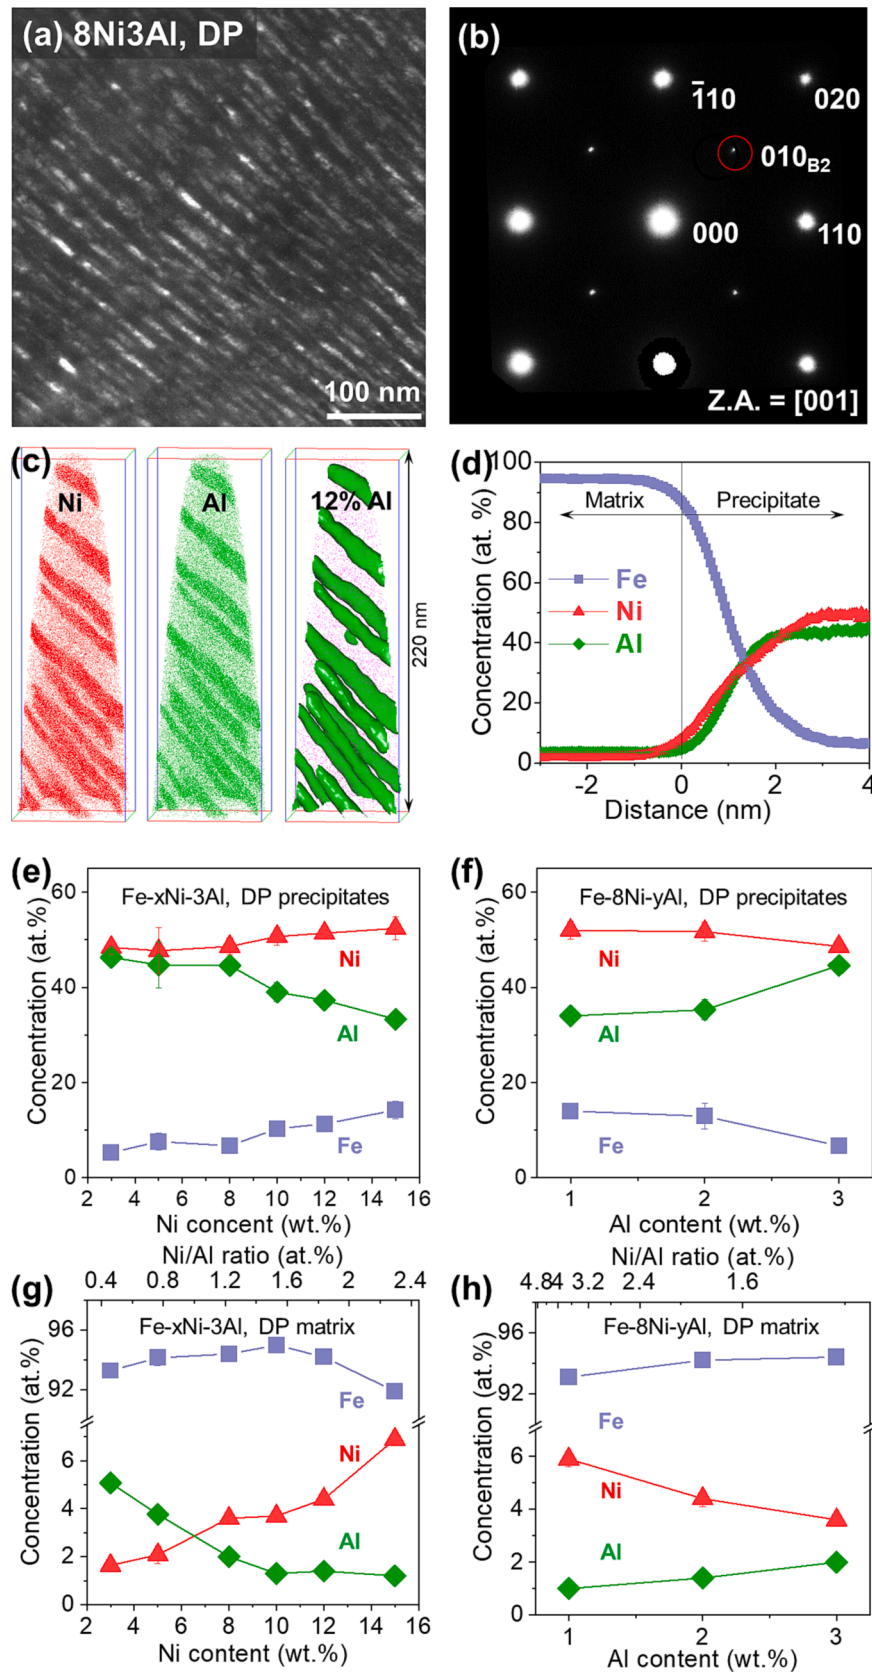 (a) 8Ni3Al, DP
100 nm
(b)
1̅10
020
010B2
000
110
Z.A. = [001]
(c)
Ni
Al
12% Al
220 nm
(d)
100
80
60
40
20
0
Concentration (at. %)
Matrix
Precipitate
Fe
Ni
Al
-2
0
2
4
Distance (nm)
(e)
Fe-xNi-3Al, DP precipitates
60
40
20
0
Concentration (at.%)
Ni
Al
Fe
2 4 6 8 10 12 14 16
Ni concent (wt.%)
(f)
Fe-8Ni-yAl, DP precipitates
60
40
20
0
Concentration (at.%)
Ni
Al
Fe
1 2 3
Al content (wt.%)
Ni/Al ratio (at.%)
(g)
0.4 0.8 1.2 1.6 2 2.4
Fe-xNi-3Al, DP matrix
96
92
6
4
2
0
Concentration (at.%)
Fe
Ni
Al
2 4 6 8 10 12 14 16
Ni content (wt.%)
Ni/Al ratio (at.%)
(h)
4.8 4 3.2 2.4 1.6
Fe-8Ni-yAl, DP matrix
96
92
6
4
2
0
Concentration (at.%)
Fe
Ni
Al
1 2 3
Al content (wt.%)